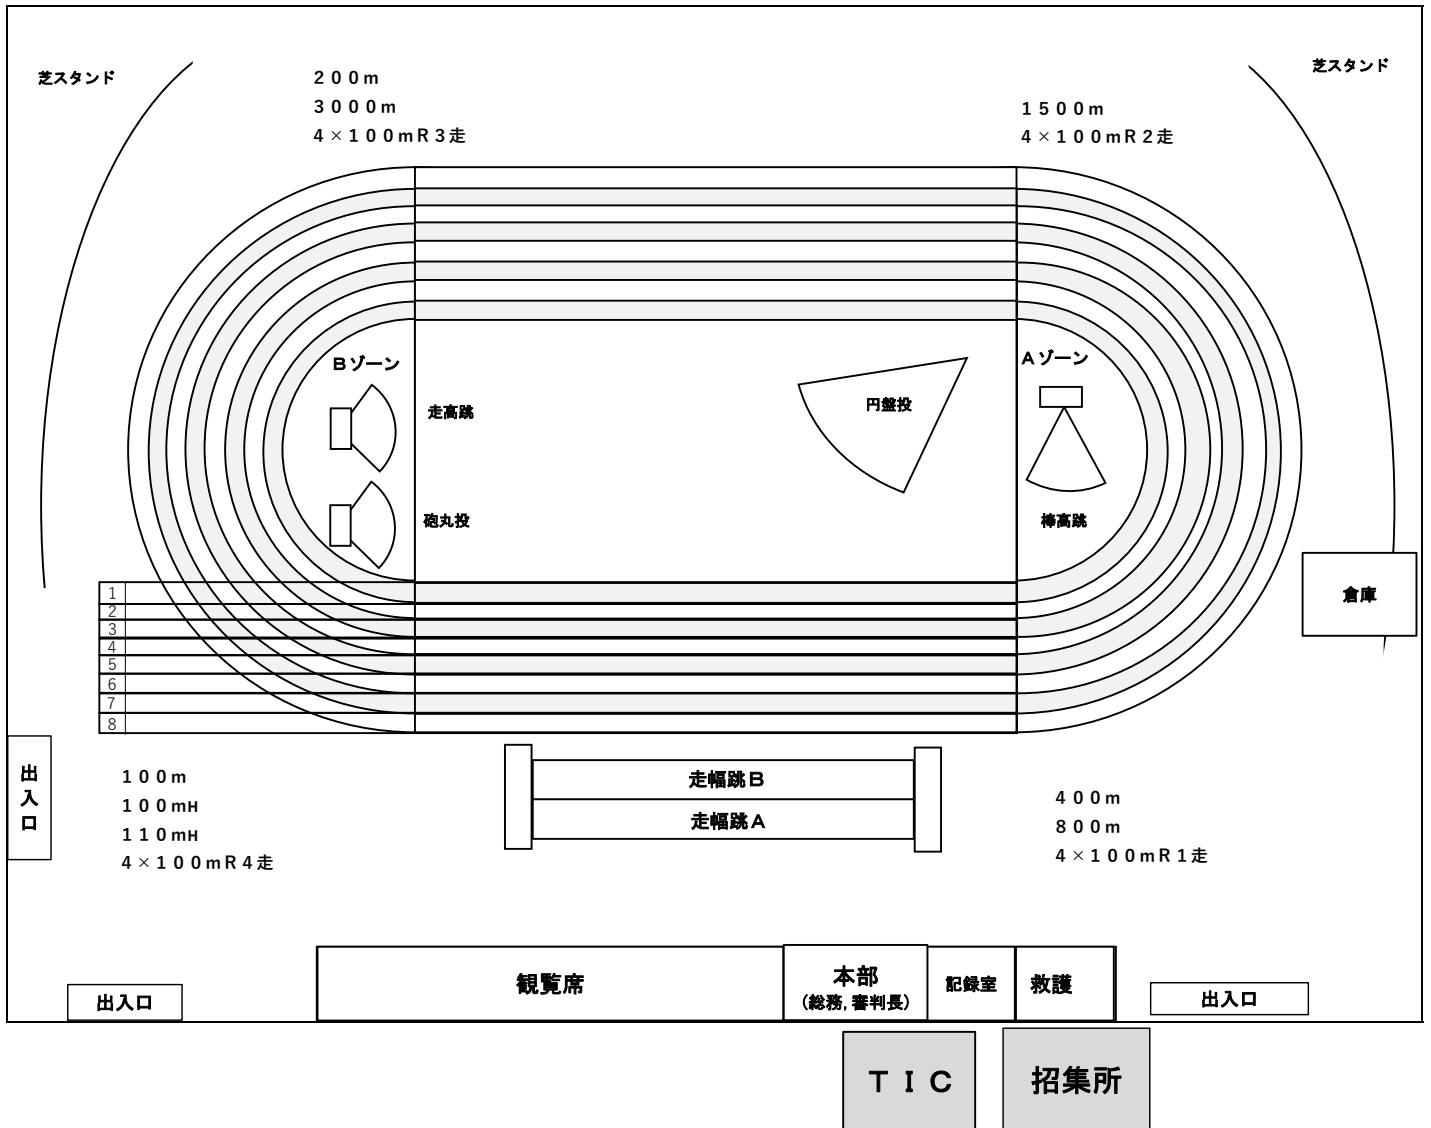 芝スタンド
芝スタンド
２００ｍ
３０００ｍ
４×１００ｍＲ３走
１５００ｍ
４×１００ｍＲ２走
Ｂゾーン
走高跳
砲丸投
円盤投
Ａゾーン
棒高跳
倉庫
1
2
3
4
5
6
7
8
出入口
１００ｍ
１００ｍH
１１０ｍH
４×１００ｍＲ４走
走幅跳Ｂ
走幅跳Ａ
４００ｍ
８００ｍ
４×１００ｍＲ１走
出入口
観覧席
本部
(総務,審判長)
記録室
救護
出入口
ＴＩＣ
招集所